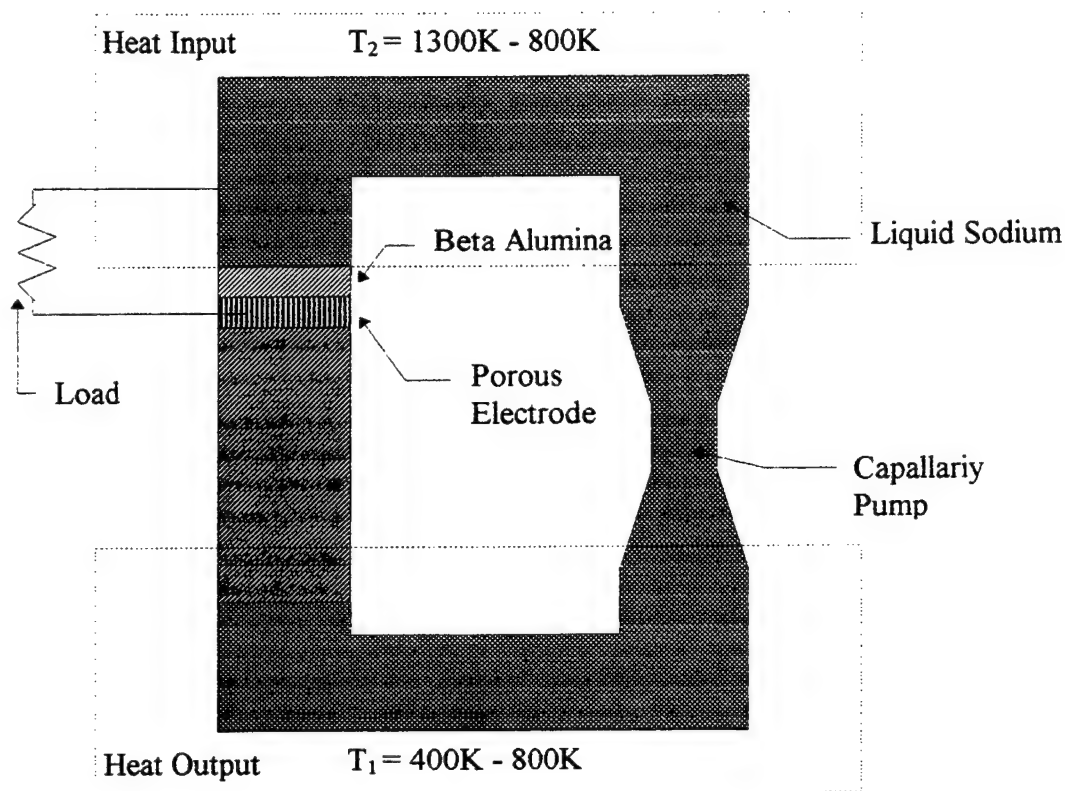 Heat Input
T₂ = 1300K - 800K
Liquid Sodium
Beta Alumina
Porous
Electrode
Load
Capallariy
Pump
Heat Output
T₁ = 400K - 800K